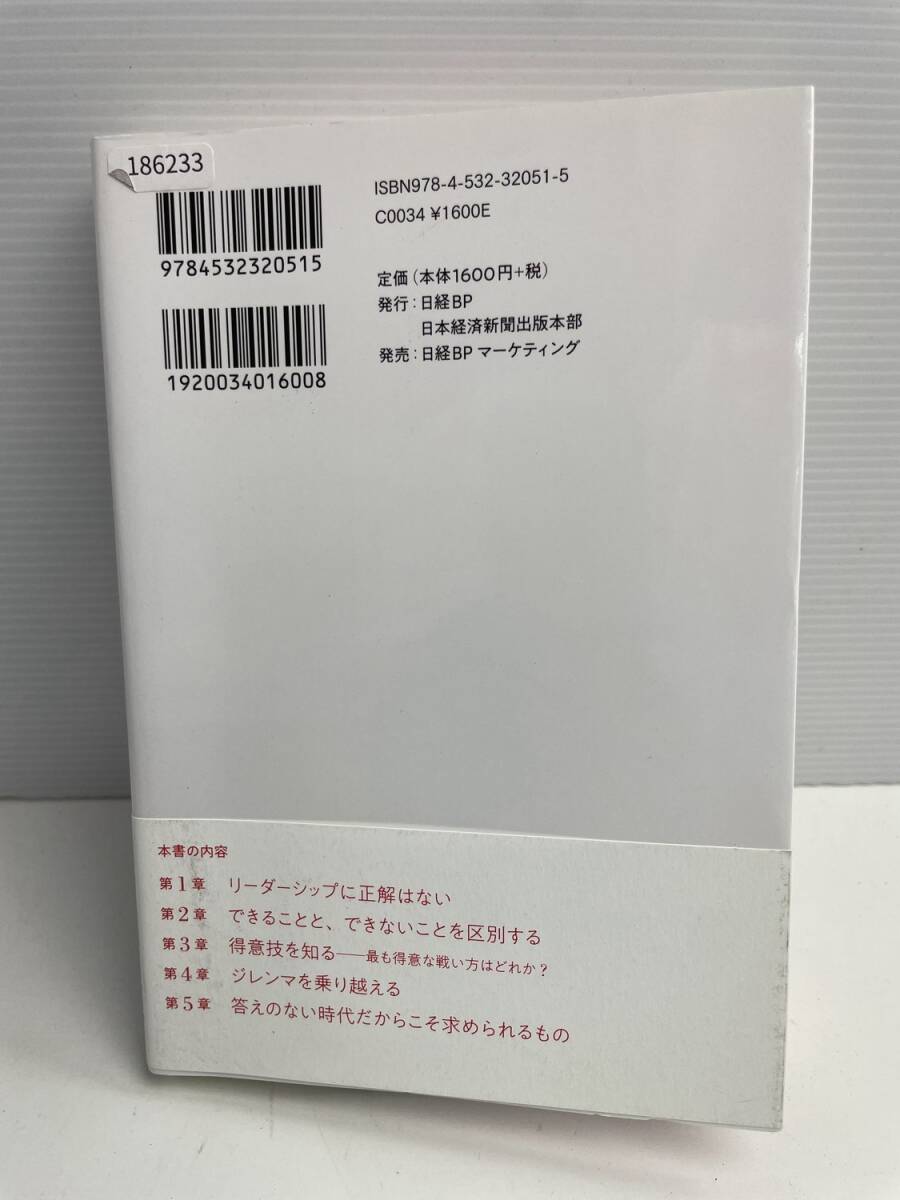 186233
ISBN978-4-532-32051-5
C0034 ¥1600E
9784532320515
定価(本体1600円+税)
発行:日経BP
日本経済新聞出版本部
発売:日経BP マーケティング
1920034016008
本書の内容
第1章 リーダーシップに正解はない
第2章 できることと、できないことを区別する
第3章 得意技を知る——最も得意な戦い方はどれか?
第4章 ジレンマを乗り越える
第5章 答えのない時代だからこそ求められるもの